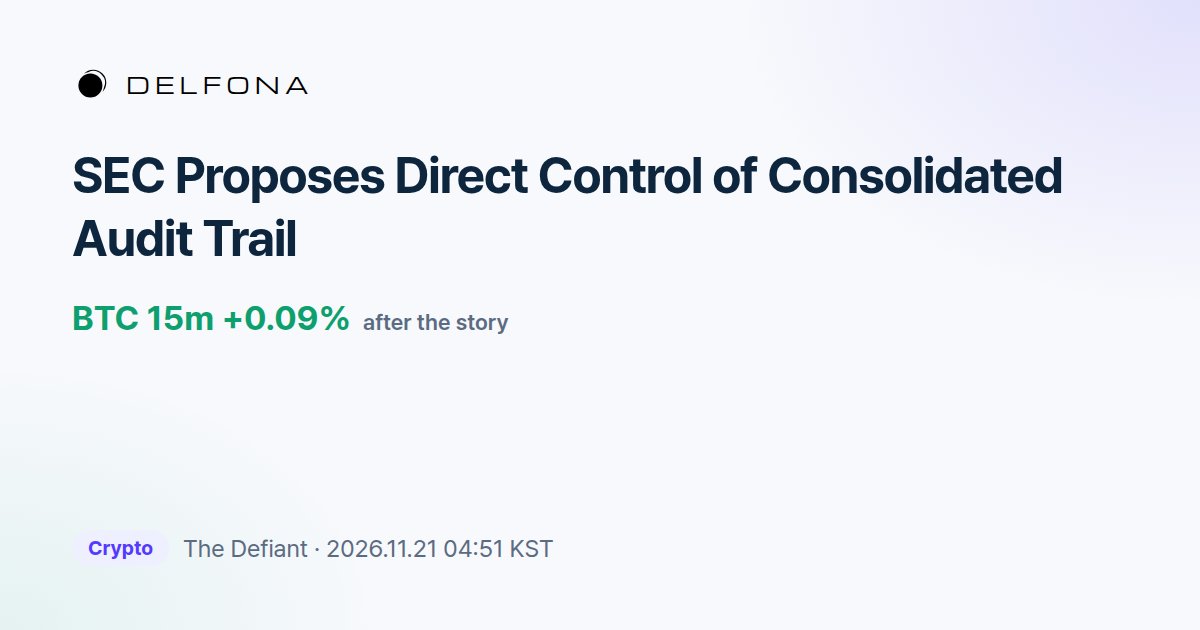 DELFONA
SEC Proposes Direct Control of Consolidated
Audit Trail
BTC 15m +0.09% after the story
Crypto The Defiant · 2026.11.21 04:51 KST